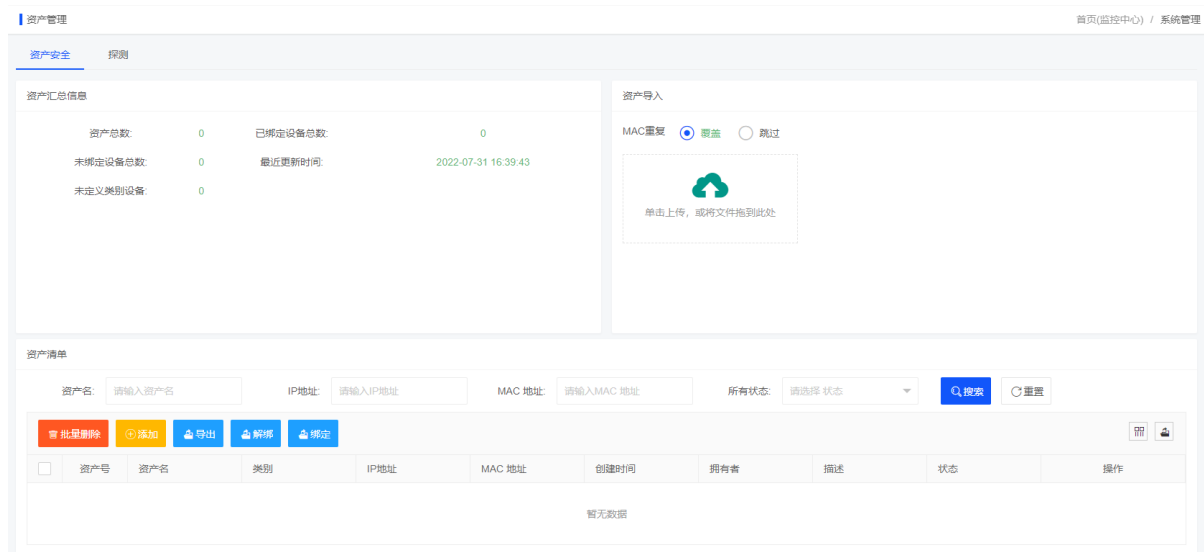 资产管理
首页(监控中心) / 系统管理
资产安全 探测
资产汇总信息
资产总数: 0 已绑定设备总数: 0
未绑定设备总数: 0 最近更新时间: 2022-07-31 16:39:43
未定义类别设备: 0
资产导入
MAC重复 覆盖 跳过
单击上传，或将文件拖到此处
资产清单
资产名: 请输入资产名 IP地址: 请输入IP地址 MAC 地址: 请输入MAC 地址 所有状态: 请选择 状态 搜索 重置
批量删除 添加 导出 解绑 绑定
资产号 资产名 类别 IP地址 MAC 地址 创建时间 拥有者 描述 状态 操作
暂无数据